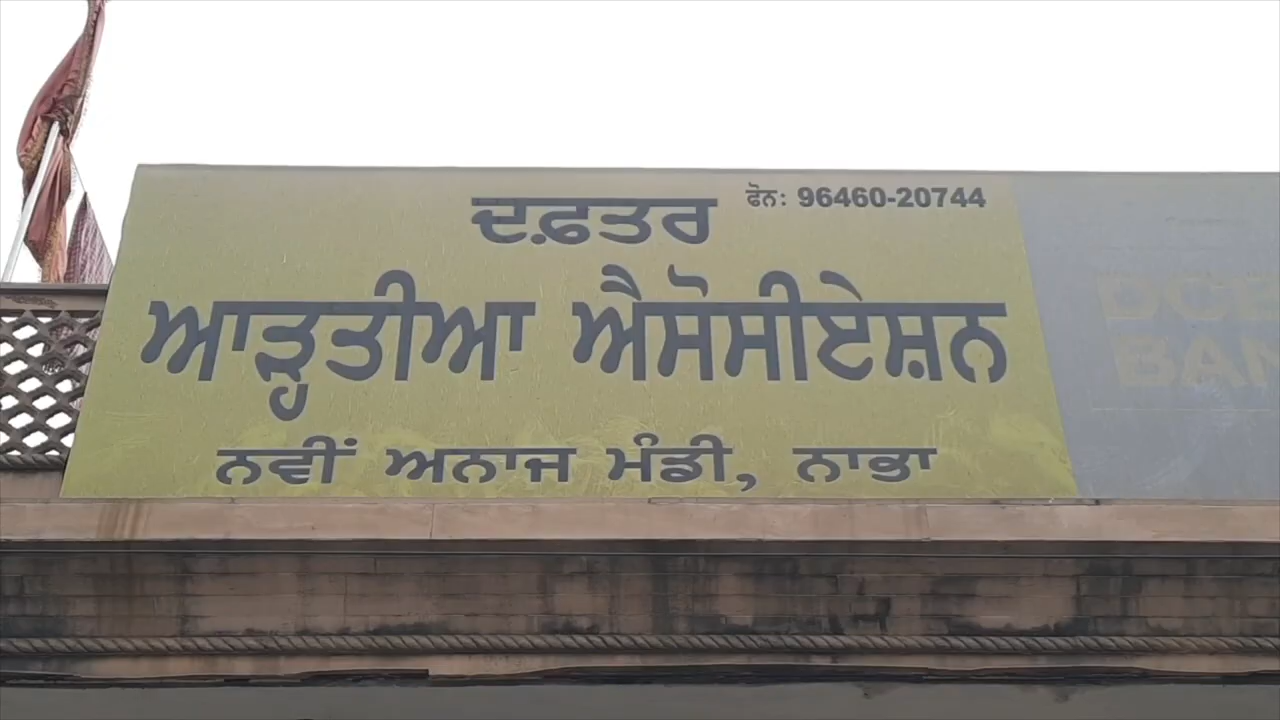 ਦਫ਼ਤਰ ਫੋਨ: 96460-20744
ਆੜ੍ਹਤੀਆ ਐਸੋਸੀਏਸ਼ਨ
ਨਵੀਂ ਅਨਾਜ ਮੰਡੀ, ਨਾਭਾ